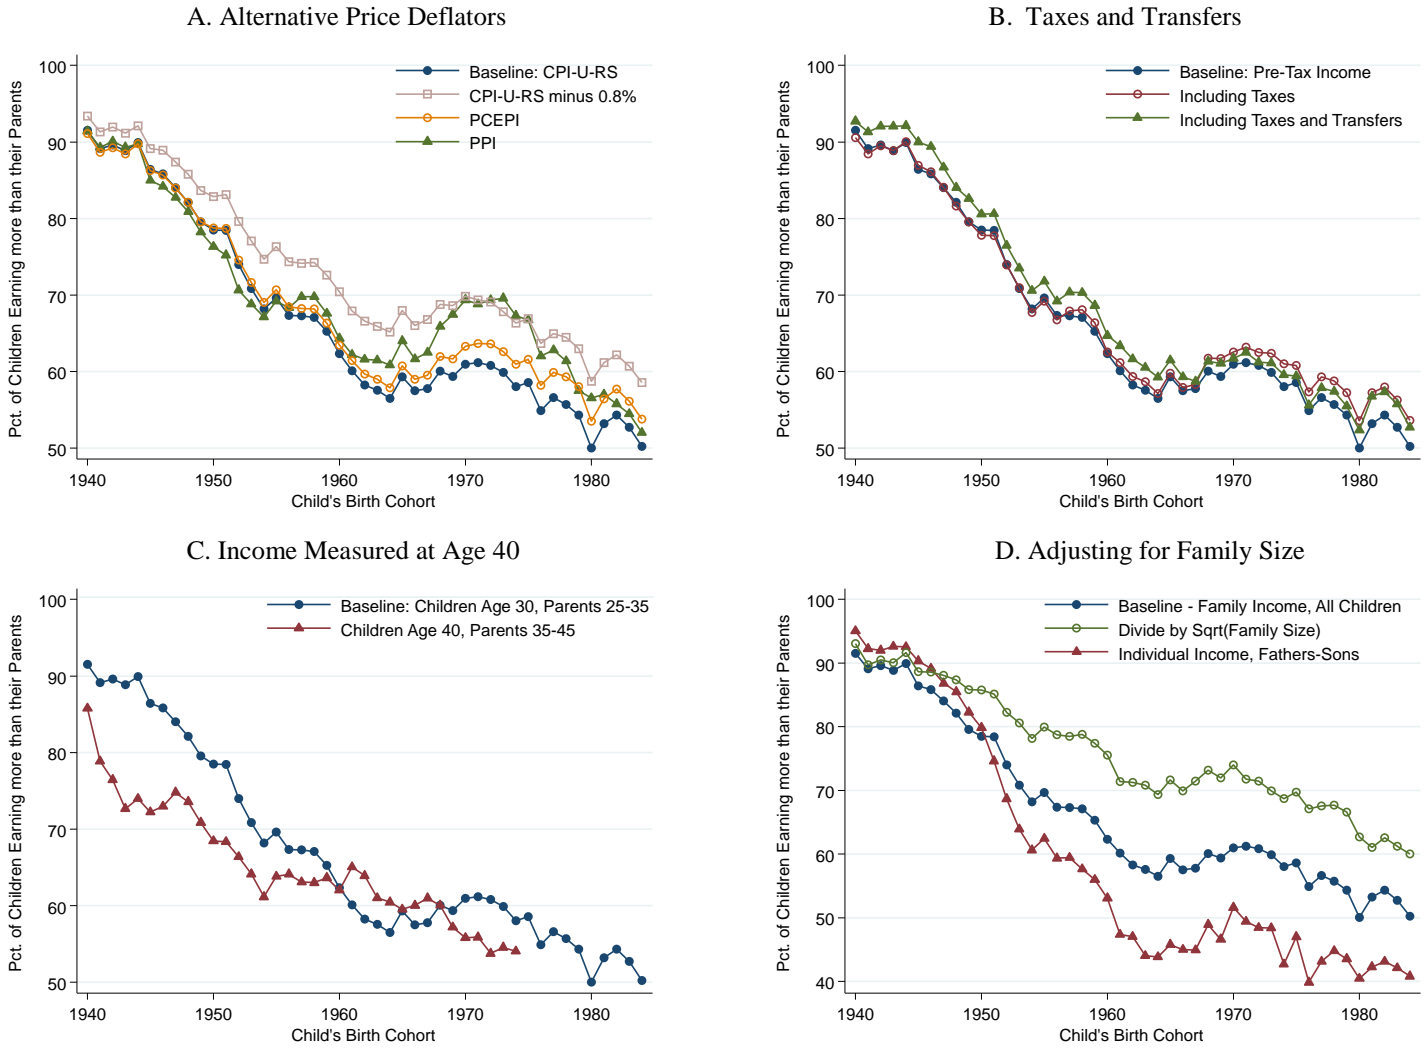 A. Alternative Price Deflators
Pct. of Children Earning more than their Parents
100
90
80
70
60
50
Baseline: CPI-U-RS
CPI-U-RS minus 0.8%
PCEPI
PPI
1940
1950
1960
1970
1980
Child's Birth Cohort
B. Taxes and Transfers
Pct. of Children Earning more than their Parents
100
90
80
70
60
50
Baseline: Pre-Tax Income
Including Taxes
Including Taxes and Transfers
1940
1950
1960
1970
1980
Child's Birth Cohort
C. Income Measured at Age 40
Pct. of Children Earning more than their Parents
100
90
80
70
60
50
Baseline: Children Age 30, Parents 25-35
Children Age 40, Parents 35-45
1940
1950
1960
1970
1980
Child's Birth Cohort
D. Adjusting for Family Size
Pct. of Children Earning more than their Parents
100
90
80
70
60
50
40
Baseline - Family Income, All Children
Divide by Sqrt(Family Size)
Individual Income, Fathers-Sons
1940
1950
1960
1970
1980
Child's Birth Cohort